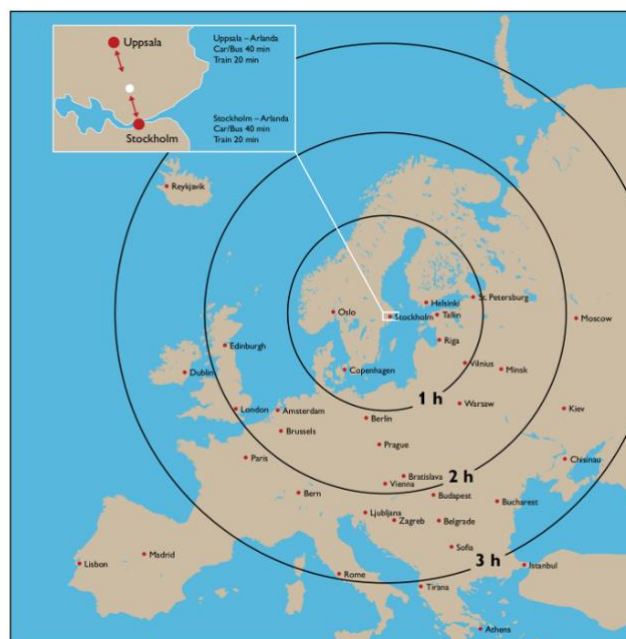 Uppsala
Uppsala – Arlanda
Car/Bus 40 min
Train 20 min
Stockholm – Arlanda
Car/Bus 40 min
Train 20 min
Stockholm
Reykjavik
Helsinki
St. Petersburg
Oslo
Stockholm
Tallin
Moscow
Riga
Edinburgh
Vilnius
Copenhagen
Minsk
Dublin
1 h
Warsaw
London
Amsterdam
Kiev
Berlin
Brussels
Prague
Paris
Chisinau
2 h
Bratislava
Vienna
Bern
Budapest
Bucharest
Ljubljana
Zagreb
Belgrade
Sofia
Madrid
3 h
Lisbon
Istanbul
Rome
Tirana
Athens